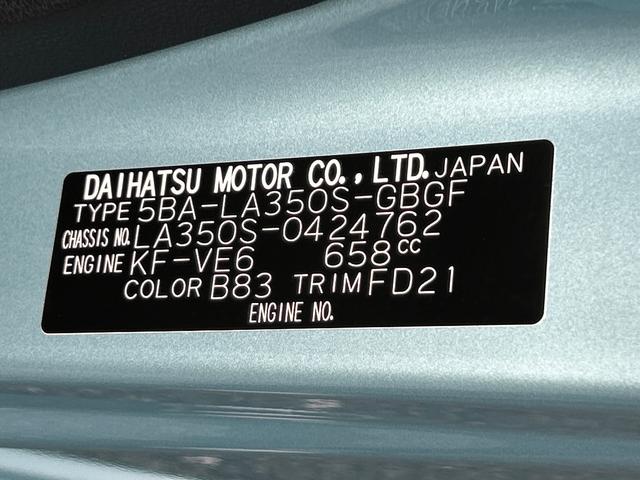 DAIHATSU MOTOR CO., LTD. JAPAN
TYPE 5BA-LA350S-GBGF
CHASSIS NO. LA350S-0424762
ENGINE KF-VE6 658cc
COLOR B83 TRIM FD21
ENGINE NO.